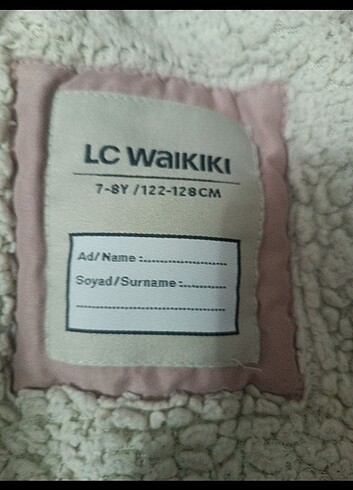 LC WAIKIKI
7-8Y /122-128CM
Ad/Name :......................
Soyad/Surname :............
.......................................